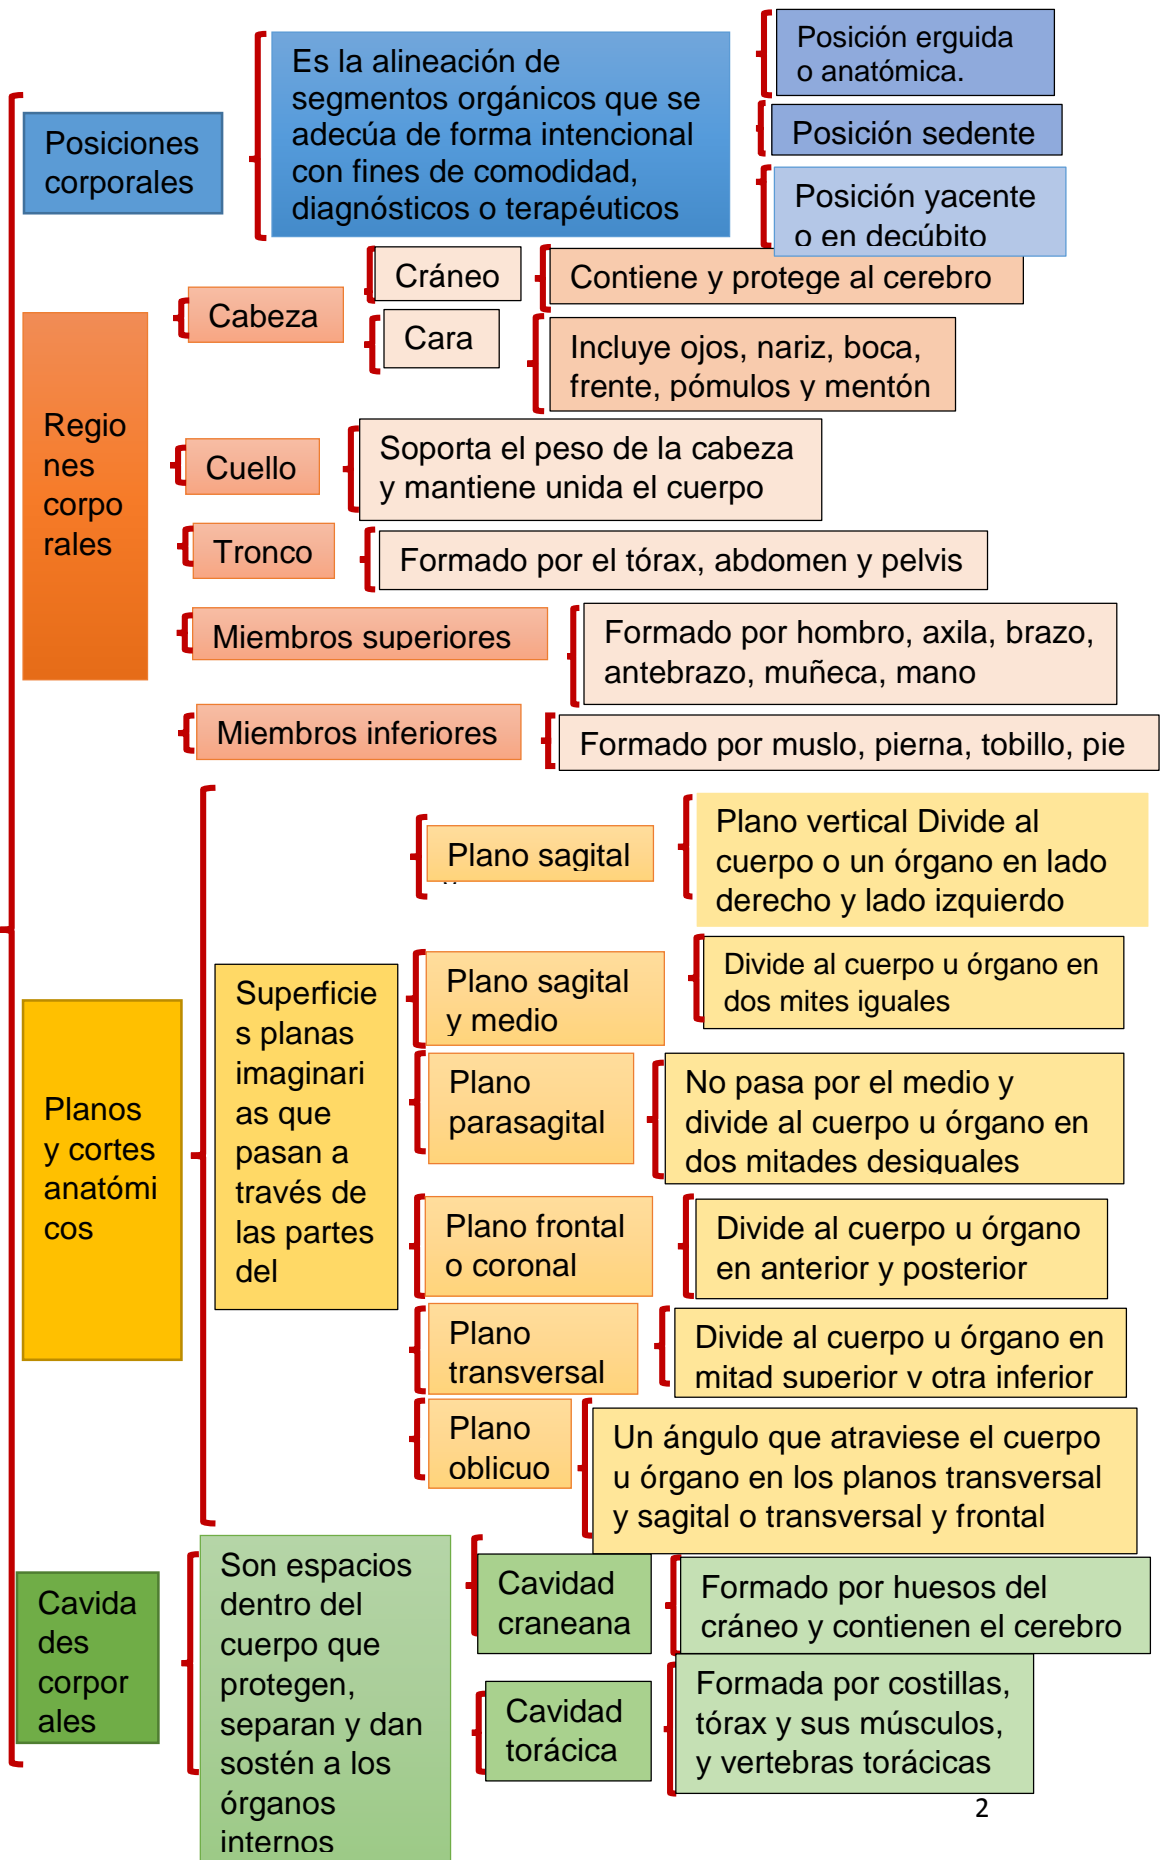 Posiciones
corporales
Es la alineación de
segmentos orgánicos que se
adecúa de forma intencional
con fines de comodidad,
diagnósticos o terapéuticos
Posición erguida
o anatómica.
Posición sedente
Posición yacente
o en decúbito
Regio
nes
corpo
rales
Cabeza
Cráneo
Contiene y protege al cerebro
Cara
Incluye ojos, nariz, boca,
frente, pómulos y mentón
Cuello
Soporta el peso de la cabeza
y mantiene unida el cuerpo
Tronco
Formado por el tórax, abdomen y pelvis
Miembros superiores
Formado por hombro, axila, brazo,
antebrazo, muñeca, mano
Miembros inferiores
Formado por muslo, pierna, tobillo, pie
Planos
y cortes
anatómi
cos
Superficie
s planas
imaginari
as que
pasan a
través de
las partes
del
Plano sagital
Plano vertical Divide al
cuerpo o un órgano en lado
derecho y lado izquierdo
Plano sagital
y medio
Divide al cuerpo u órgano en
dos mites iguales
Plano
parasagital
No pasa por el medio y
divide al cuerpo u órgano en
dos mitades desiguales
Plano frontal
o coronal
Divide al cuerpo u órgano
en anterior y posterior
Plano
transversal
Divide al cuerpo u órgano en
mitad superior y otra inferior
Plano
oblicuo
Un ángulo que atraviese el cuerpo
u órgano en los planos transversal
y sagital o transversal y frontal
Cavida
des
corpor
ales
Son espacios
dentro del
cuerpo que
protegen,
separan y dan
sostén a los
órganos
internos
Cavidad
craneana
Formado por huesos del
cráneo y contienen el cerebro
Cavidad
torácica
Formada por costillas,
tórax y sus músculos,
y vertebras torácicas
2